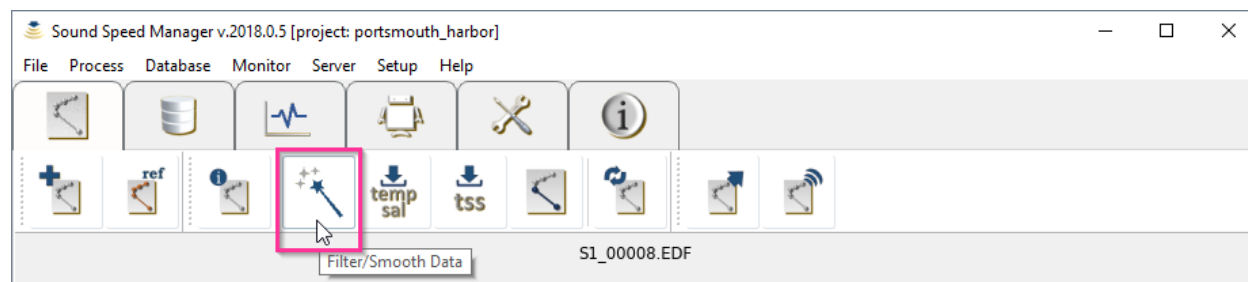 Sound Speed Manager v.2018.0.5 [project: portsmouth_harbor]
File Process Database Monitor Server Setup Help
i
ref i temp sal tss
Filter/Smooth Data
S1_00008.EDF